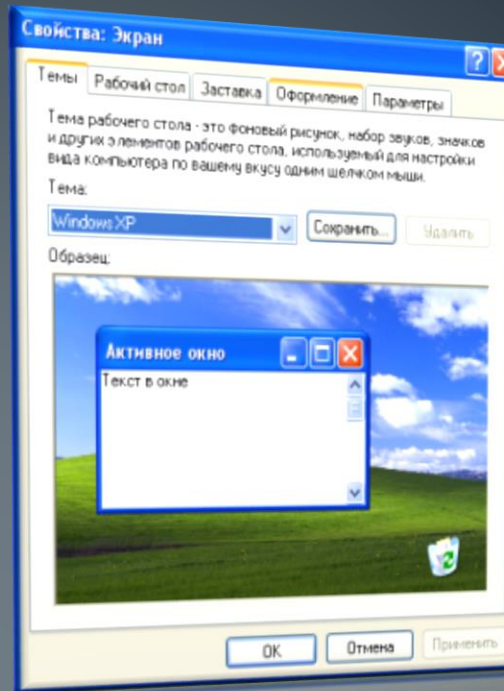 Свойства: Экран
Темы Рабочий стол Заставка Оформление Параметры
Тема рабочего стола - это фоновый рисунок, набор звуков, значков
и других элементов рабочего стола, используемый для настройки
вида компьютера по вашему вкусу одним щелчком мыши.
Тема:
Windows XP Сохранить... Удалить
Образец:
Активное окно
Текст в окне
ОК Отмена Применить